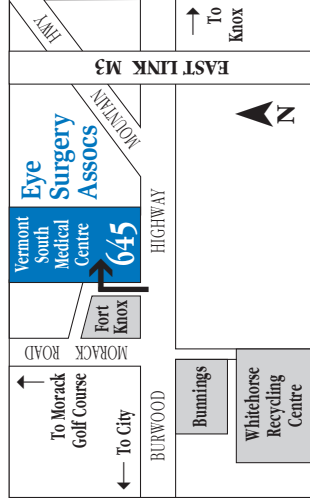 HWY
MOUNTAIN
EAST LINK M3
To
Knox
N
Eye
Surgery
Assocs
Vermont
South
Medical
Centre
645
Fort
Knox
MORACK
ROAD
To Morack
Golf Course
To City
BURWOOD
HIGHWAY
Bunnings
Whitehorse
Recycling
Centre